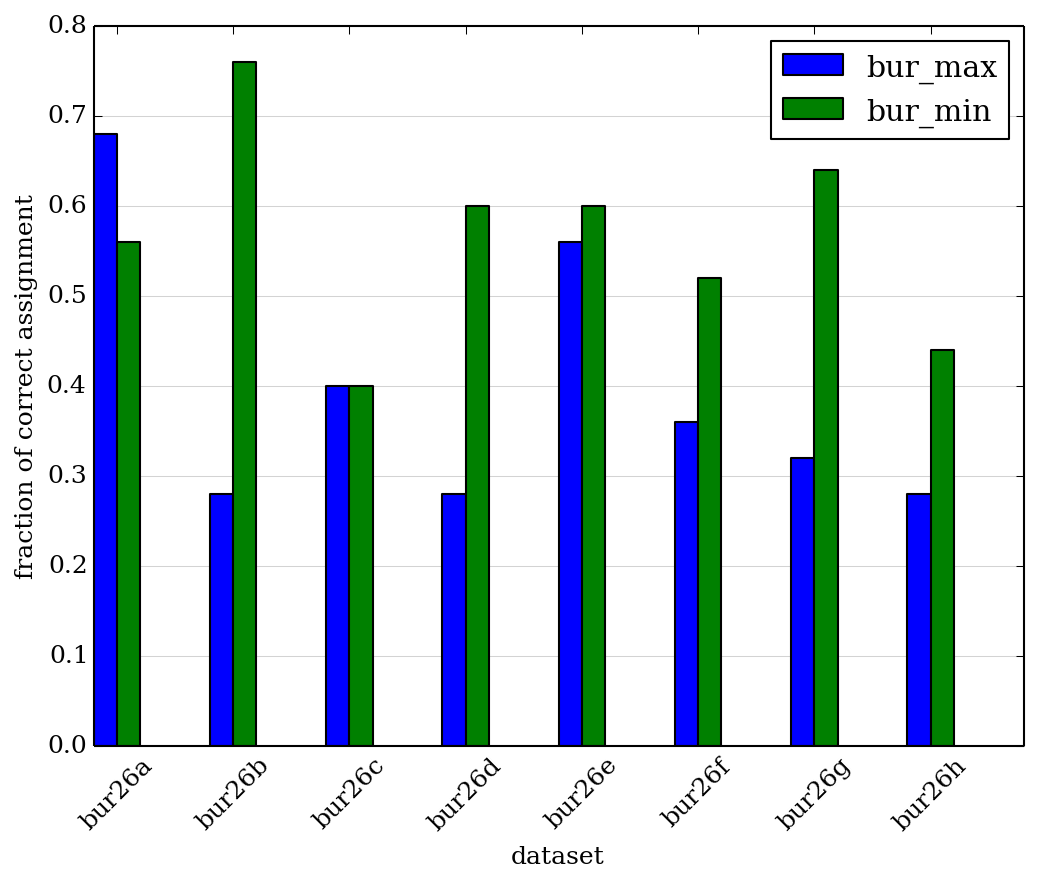 0.8
0.7
0.6
0.5
0.4
0.3
0.2
0.1
0.0
fraction of correct assignment
bur_max
bur_min
bur26a
bur26b
bur26c
bur26d
bur26e
bur26f
bur26g
bur26h
dataset